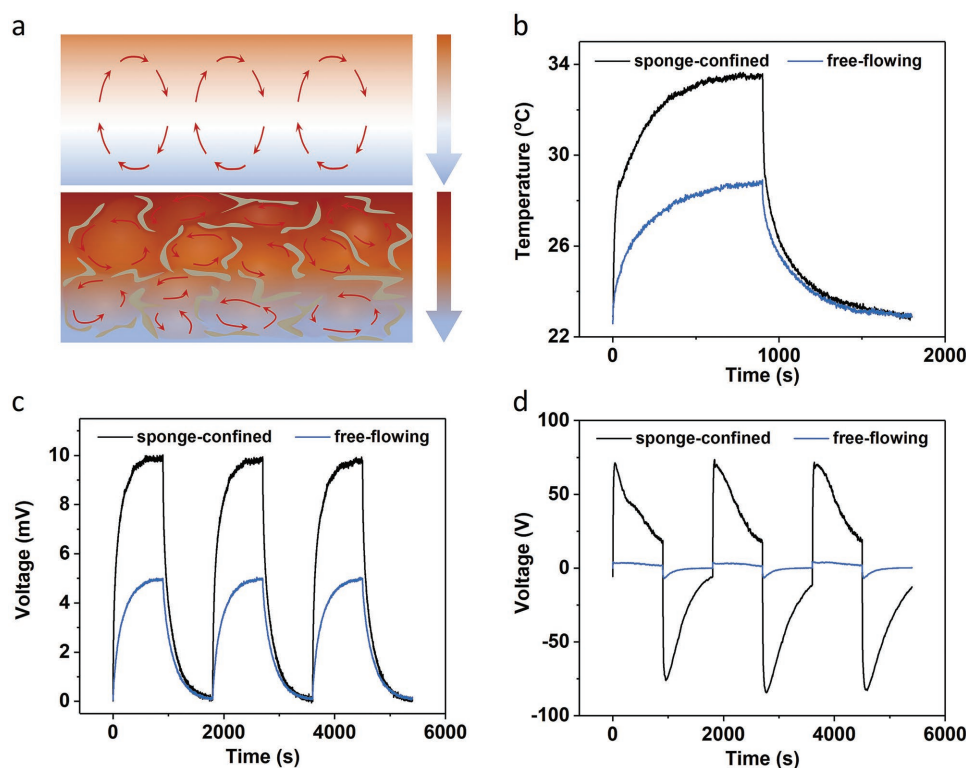 a
b
sponge-confined free-flowing
34
30
26
22
Temperature (°C)
0 1000 2000
Time (s)
c
sponge-confined free-flowing
10
8
6
4
2
0
Voltage (mV)
0 2000 4000 6000
Time (s)
d
sponge-confined free-flowing
100
50
0
-50
-100
Voltage (V)
0 2000 4000 6000
Time (s)